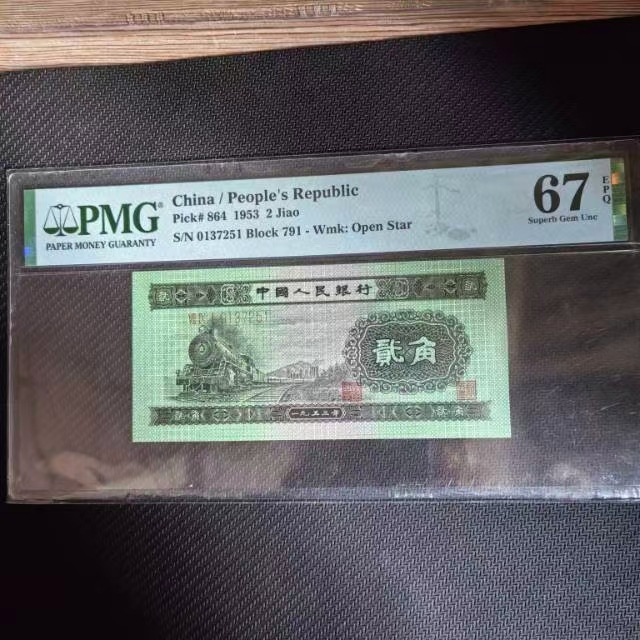 PMG®
PAPER MONEY GUARANTY
China / People's Republic
Pick# 864 1953 2 Jiao
S/N 0137251 Block 791 - Wmk: Open Star
67
EPQ
Superb Gem Unc
中國人民銀行
0137251
貳角
一九五三年